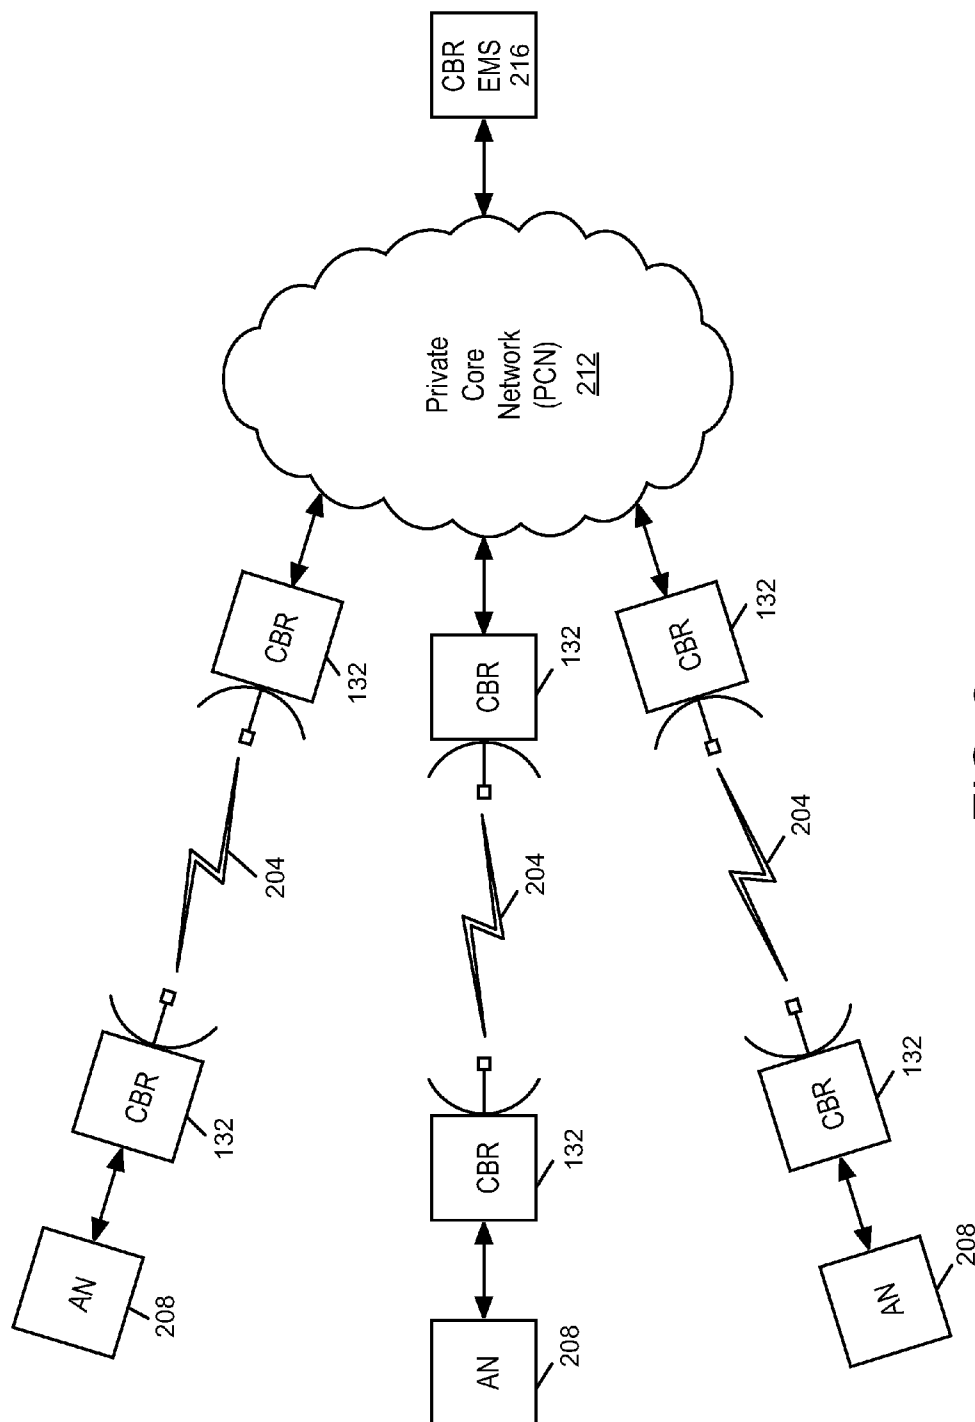 AN
208
CBR
132
204
CBR
132
AN
208
CBR
132
204
CBR
132
Private
Core
Network
(PCN)
212
CBR
EMS
216
AN
208
CBR
132
204
CBR
132